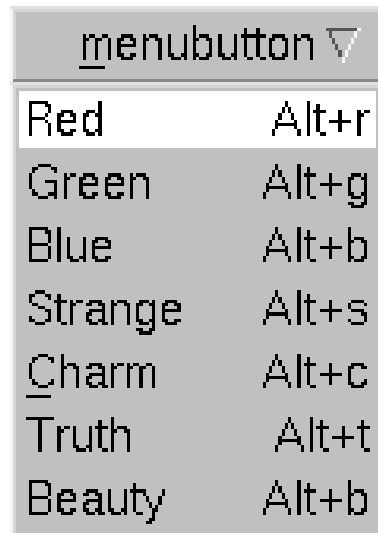 menubutton
Red Alt+r
Green Alt+g
Blue Alt+b
Strange Alt+s
Charm Alt+c
Truth Alt+t
Beauty Alt+b